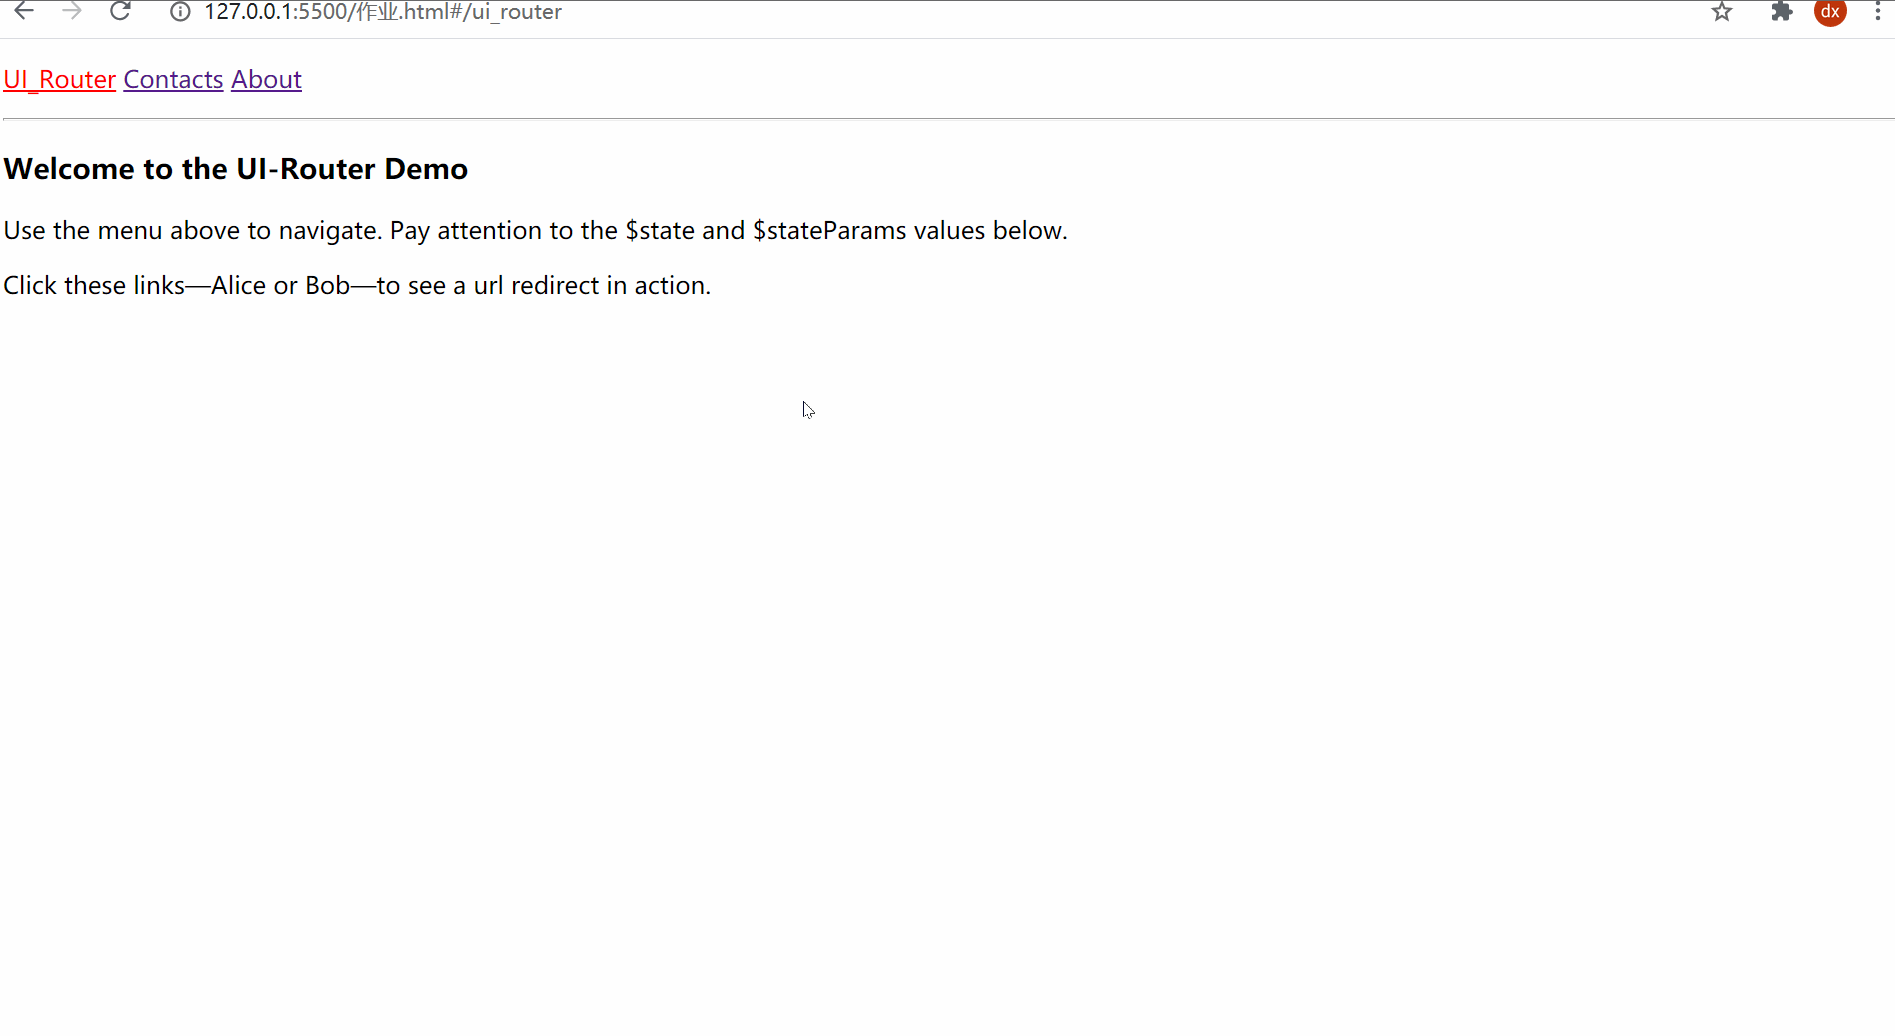 127.0.0.1:5500/作业.html#/ui_router
dx
UI_Router Contacts About
Welcome to the UI-Router Demo
Use the menu above to navigate. Pay attention to the $state and $stateParams values below.
Click these links—Alice or Bob—to see a url redirect in action.